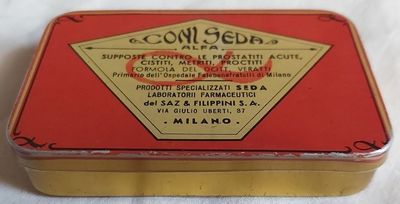 CONI SEDA
ALFA
SUPPOSTE CONTRO LE PROSTATITI ACUTE,
CISTITI, METRITI, PROCTITI
FORMOLA DEL DOTT. VERATTI
Primario dell'Ospedale Fatebenefratelli di Milano
PRODOTTI SPECIALIZZATI SEDA
LABORATORII FARMACEUTICI
del SAZ & FILIPPINI S. A.
VIA GIULIO UBERTI, 37
- MILANO -